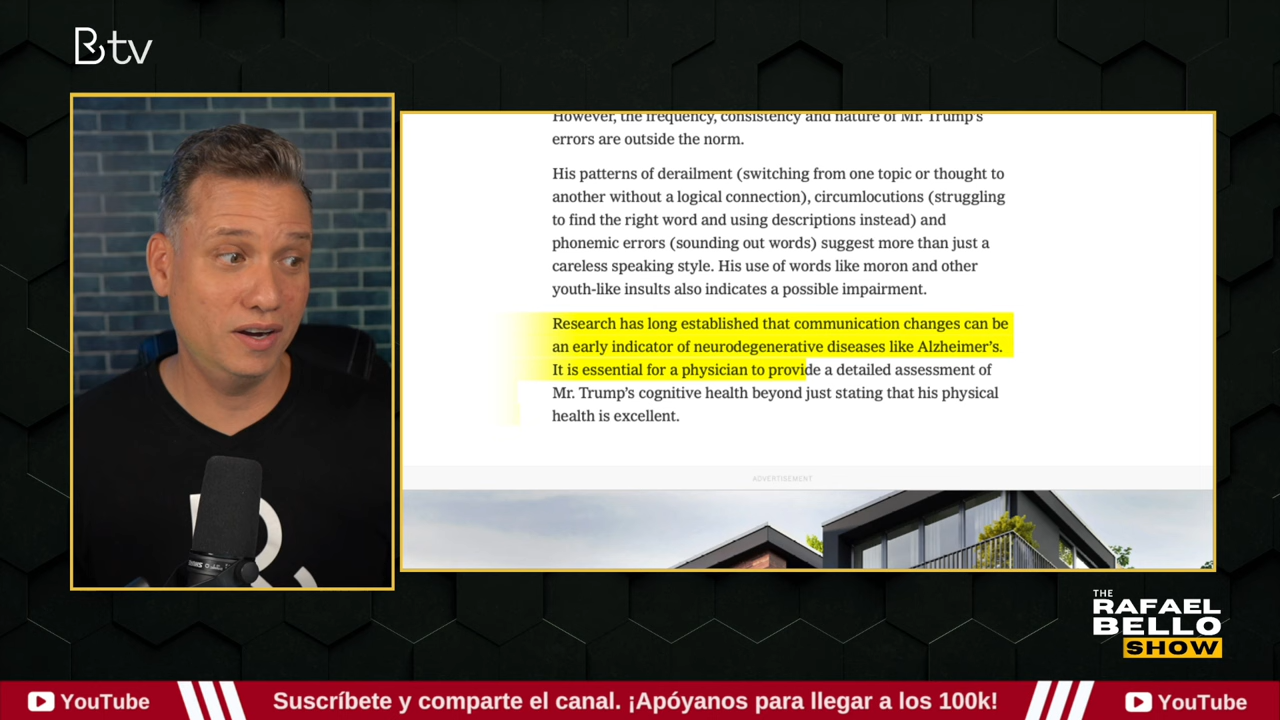 Btv
However, the frequency, consistency and nature of Mr. Trump's
errors are outside the norm.
His patterns of derailment (switching from one topic or thought to
another without a logical connection), circumlocutions (struggling
to find the right word and using descriptions instead) and
phonemic errors (sounding out words) suggest more than just a
careless speaking style. His use of words like moron and other
youth-like insults also indicates a possible impairment.
Research has long established that communication changes can be
an early indicator of neurodegenerative diseases like Alzheimer's.
It is essential for a physician to provide a detailed assessment of
Mr. Trump's cognitive health beyond just stating that his physical
health is excellent.
ADVERTISEMENT
SHURE
THE
RAFAEL
BELLO
SHOW
YouTube
Suscríbete y comparte el canal. ¡Apóyanos para llegar a los 100k!
YouTube